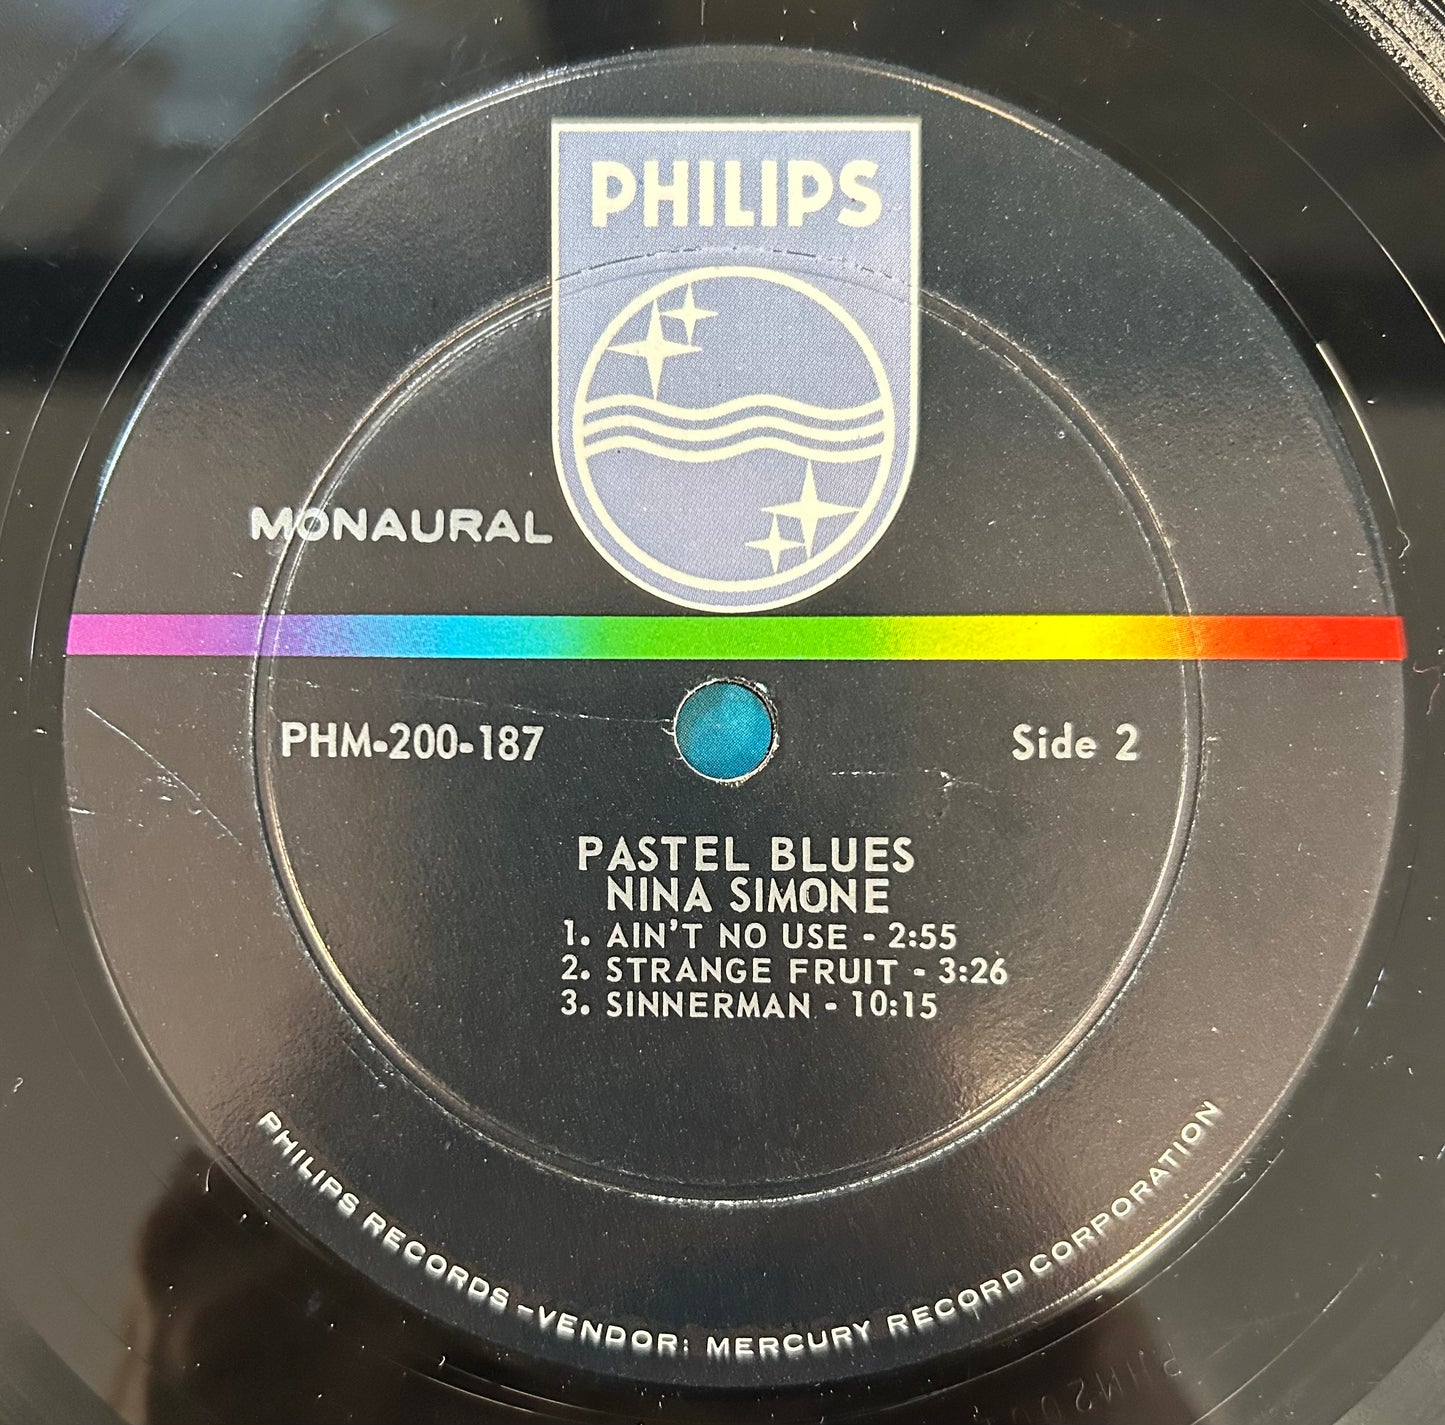 PHILIPS
MONAURAL
PHM-200-187
Side 2
PASTEL BLUES
NINA SIMONE
1. AIN'T NO USE - 2:55
2. STRANGE FRUIT - 3:26
3. SINNERMAN - 10:15
PHILIPS RECORDS - VENDOR: MERCURY RECORD CORPORATION